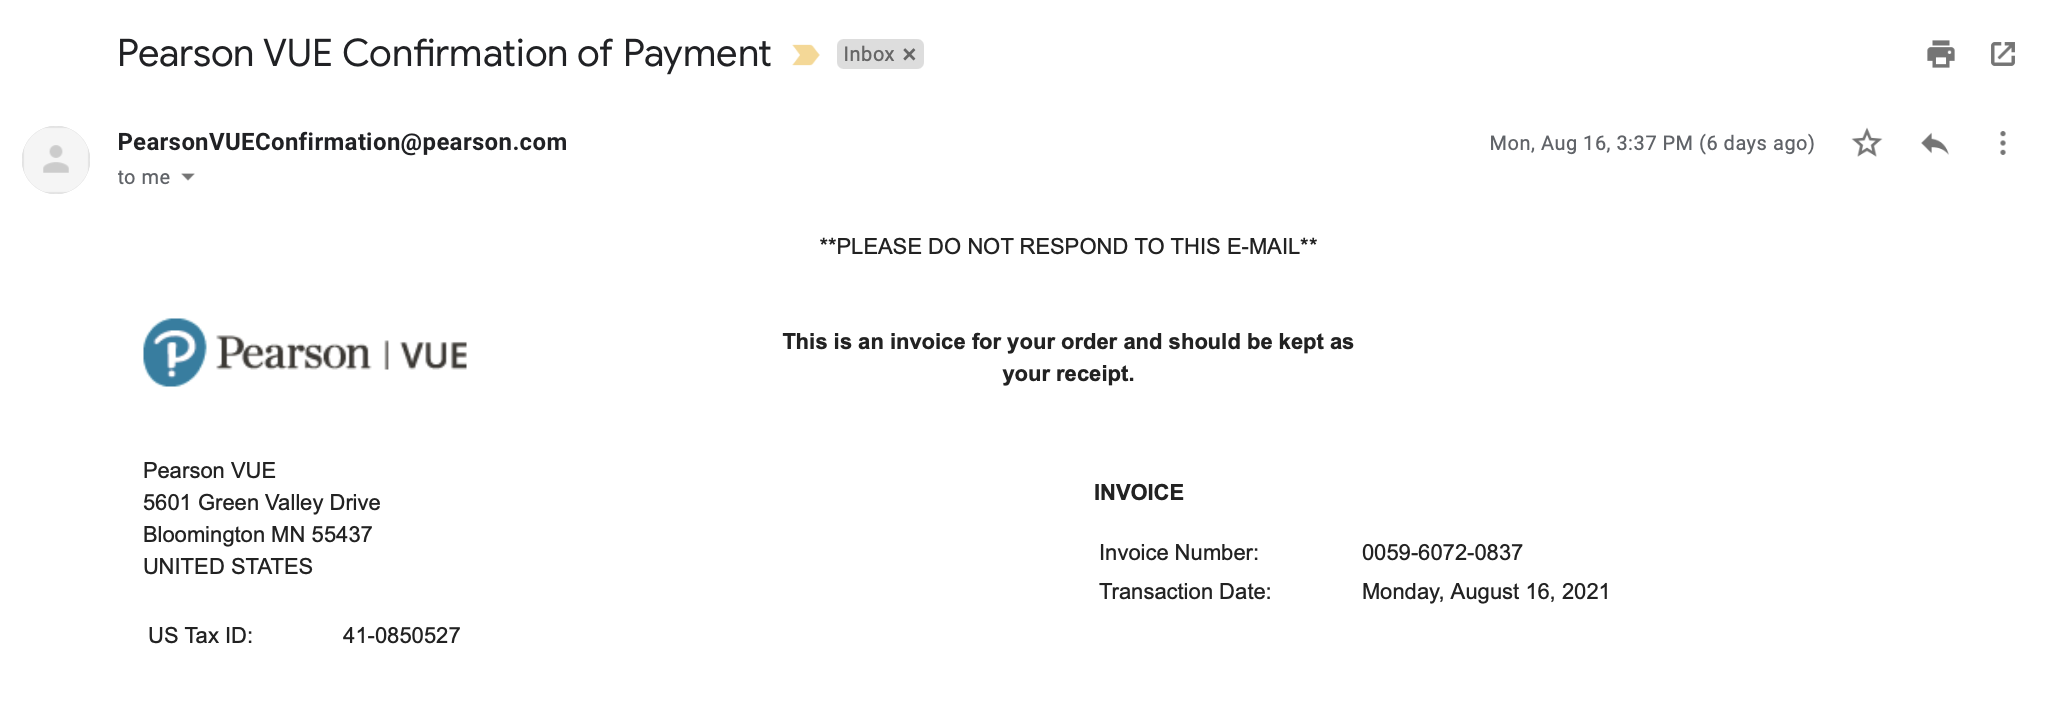 Pearson VUE Confirmation of Payment Inbox
PearsonVUEConfirmation@pearson.com Mon, Aug 16, 3:37 PM (6 days ago)
to me
**PLEASE DO NOT RESPOND TO THIS E-MAIL**
Pearson | VUE
This is an invoice for your order and should be kept as
your receipt.
Pearson VUE
5601 Green Valley Drive
Bloomington MN 55437
UNITED STATES
US Tax ID: 41-0850527
INVOICE
Invoice Number: 0059-6072-0837
Transaction Date: Monday, August 16, 2021